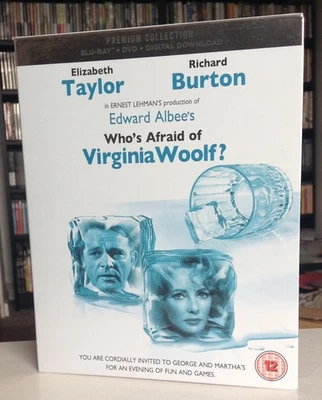 PREMIUM COLLECTION
BLU-RAY + DVD + DIGITAL DOWNLOAD
Elizabeth Richard
Taylor Burton
in ERNEST LEHMAN'S production of
Edward Albee's
Who's Afraid of
Virginia Woolf?
12
YOU ARE CORDIALLY INVITED TO GEORGE AND MARTHA'S
FOR AN EVENING OF FUN AND GAMES.